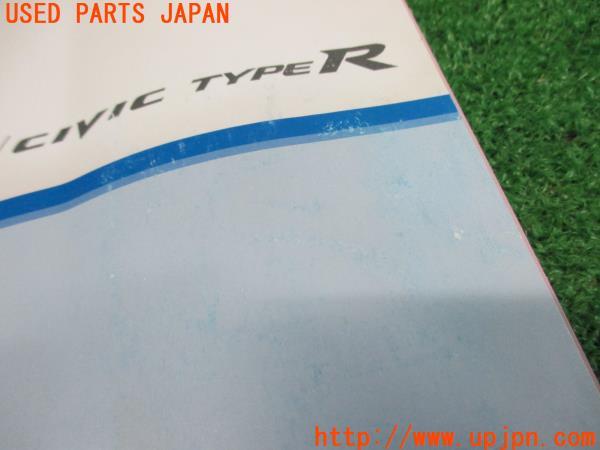 USED PARTS JAPAN
CIVIC TYPE R
http://www.upjpn.com